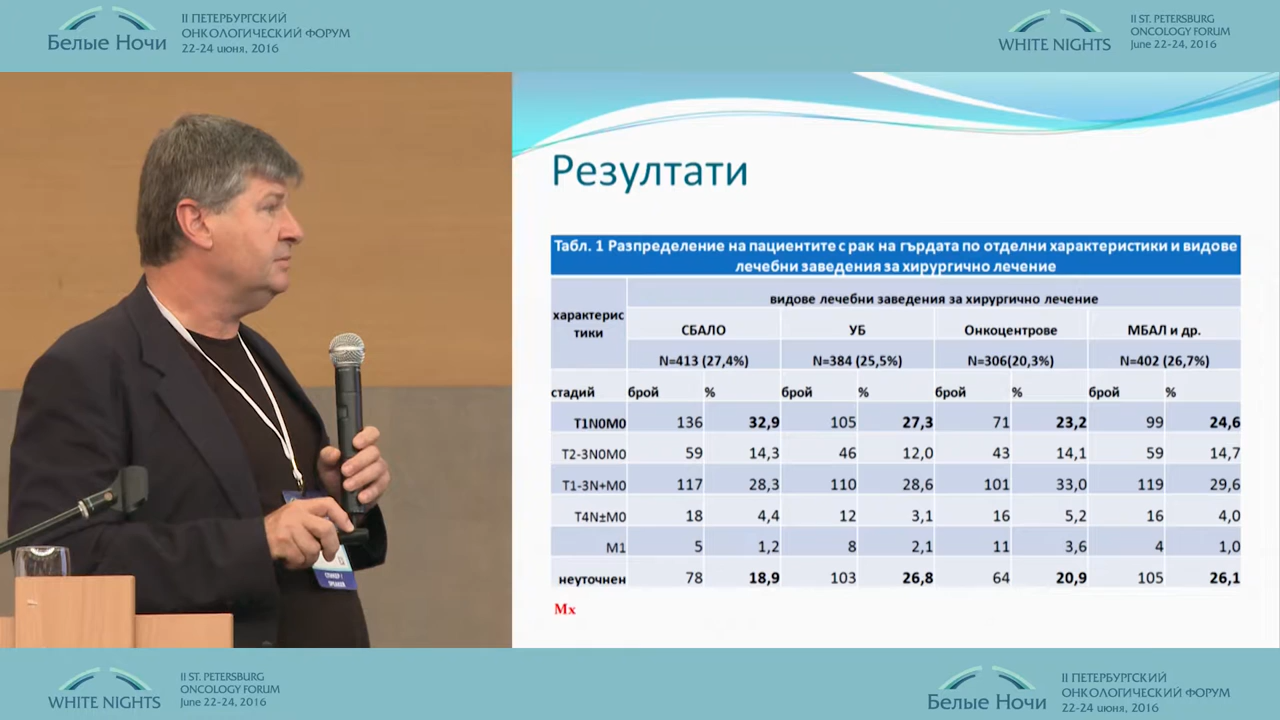 II ПЕТЕРБУРГСКИЙ
ОНКОЛОГИЧЕСКИЙ ФОРУМ
Белые Ночи
22-24 июня, 2016
II ST. PETERSBURG
ONCOLOGY FORUM
WHITE NIGHTS
June 22-24, 2016
Резултати
Табл. 1 Разпределение на пациентите с рак на гърдата по отделни характеристики и видове
лечебни заведения за хирургично лечение
характерис
тики
видове лечебни заведения за хирургично лечение
СБАЛО УБ Онкоцентрове МБАЛ и др.
N=413 (27,4%) N=384 (25,5%) N=306(20,3%) N=402 (26,7%)
стадий брой % брой % брой % брой %
T1N0M0 136 32,9 105 27,3 71 23,2 99 24,6
T2-3N0M0 59 14,3 46 12,0 43 14,1 59 14,7
T1-3N+M0 117 28,3 110 28,6 101 33,0 119 29,6
T4N±M0 18 4,4 12 3,1 16 5,2 16 4,0
M1 5 1,2 8 2,1 11 3,6 4 1,0
неуточнен 78 18,9 103 26,8 64 20,9 105 26,1
Mx
II ST. PETERSBURG
ONCOLOGY FORUM
WHITE NIGHTS
June 22-24, 2016
II ПЕТЕРБУРГСКИЙ
ОНКОЛОГИЧЕСКИЙ ФОРУМ
Белые Ночи
22-24 июня, 2016